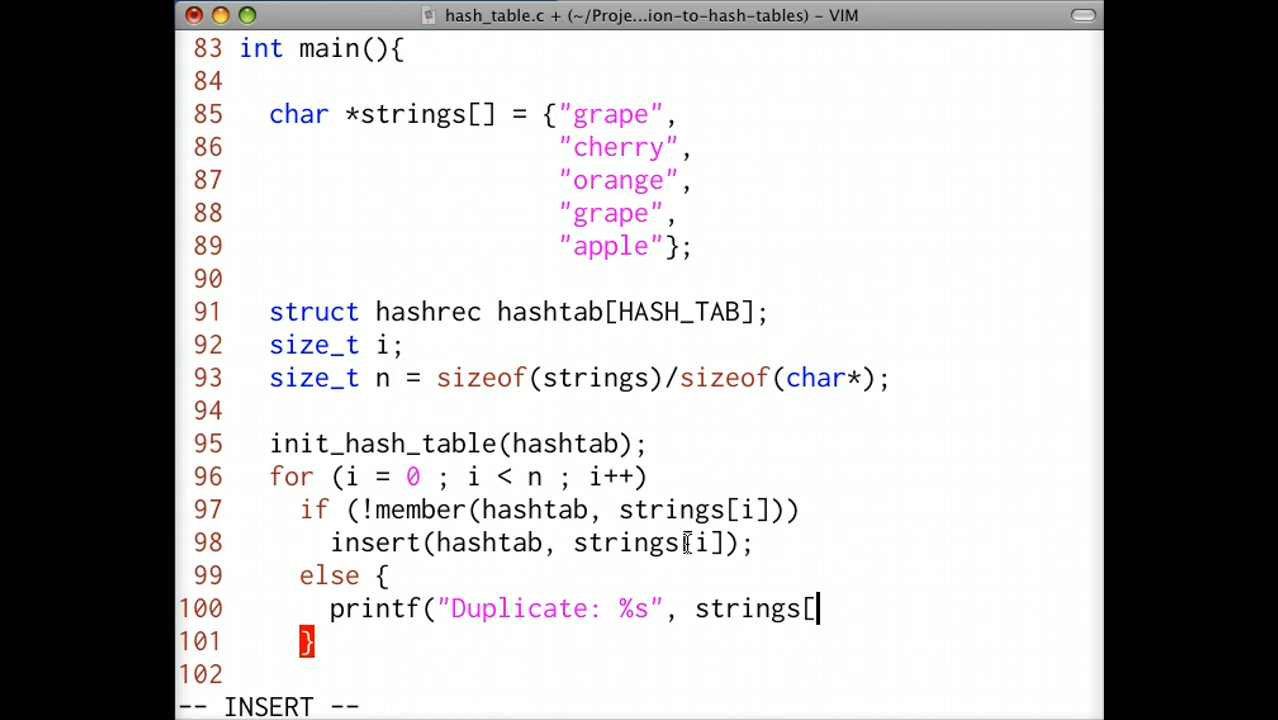 hash_table.c + (~/Proje...ion-to-hash-tables) – VIM
83 int main(){
84
85 char *strings[] = {"grape",
86 "cherry",
87 "orange",
88 "grape",
89 "apple"};
90
91 struct hashrec hashtab[HASH_TAB];
92 size_t i;
93 size_t n = sizeof(strings)/sizeof(char*);
94
95 init_hash_table(hashtab);
96 for (i = 0 ; i < n ; i++)
97 if (!member(hashtab, strings[i]))
98 insert(hashtab, strings[i]);
99 else {
100 printf("Duplicate: %s", strings[
101 }
102
-- INSERT --